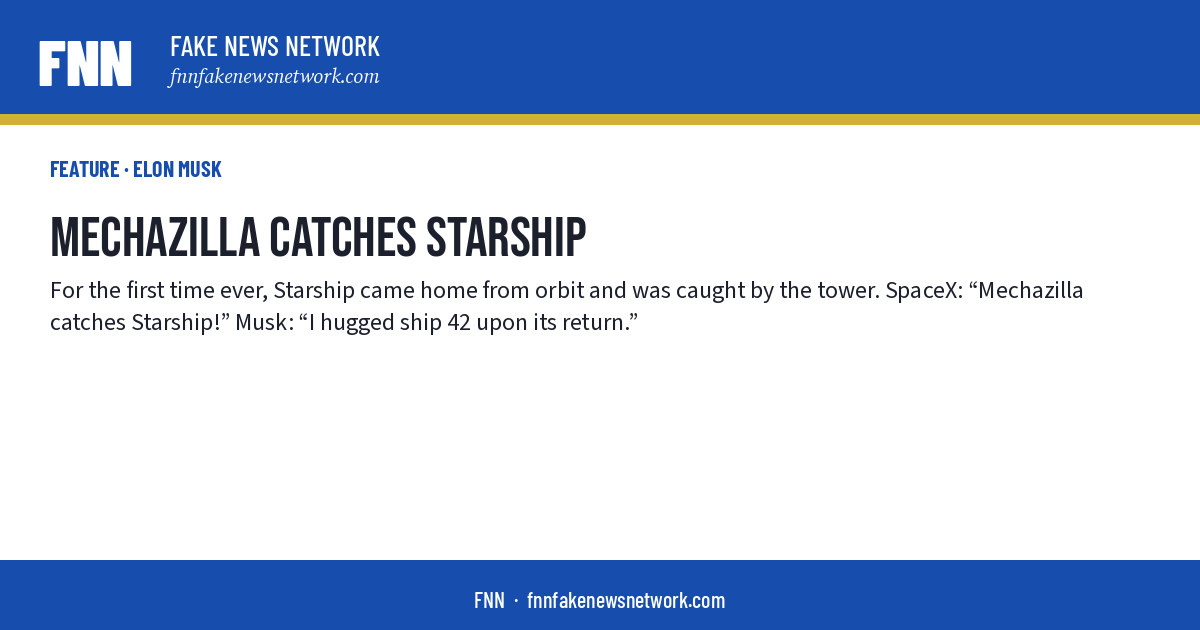 FNN
FAKE NEWS NETWORK
fnnfakenewsnetwork.com
FEATURE · ELON MUSK
MECHAZILLA CATCHES STARSHIP
For the first time ever, Starship came home from orbit and was caught by the tower. SpaceX: “Mechazilla
catches Starship!” Musk: “I hugged ship 42 upon its return.”
FNN · fnnfakenewsnetwork.com